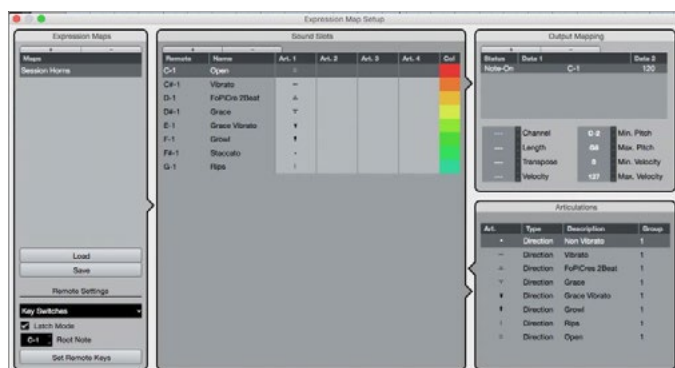 Expression Map Setup
Expression Maps
+ -
Maps
Session Horns
Load
Save
Remote Settings
Key Switches
Latch Mode
C-1 Root Note
Set Remote Keys
Sound Slots
+ -
Remote Name Art. 1 Art. 2 Art. 3 Art. 4 Col
C-1 Open
C#-1 Vibrato
D-1 FoPiCre 2Beat
D#-1 Grace
E-1 Grace Vibrato
F-1 Growl
F#-1 Staccato
G-1 Rips
Output Mapping
+ -
Status Data 1 Data 2
Note-On C-1 120
--- Channel C-2 Min. Pitch
--- Length G8 Max. Pitch
--- Transpose Min. Velocity
--- Velocity 127 Max. Velocity
Articulations
Art. Type Description Group
Direction Non Vibrato 1
Direction Vibrato 1
Direction FoPiCres 2Beat 1
Direction Grace 1
Direction Grace Vibrato 1
Direction Growl 1
Direction Rips 1
Direction Open 1